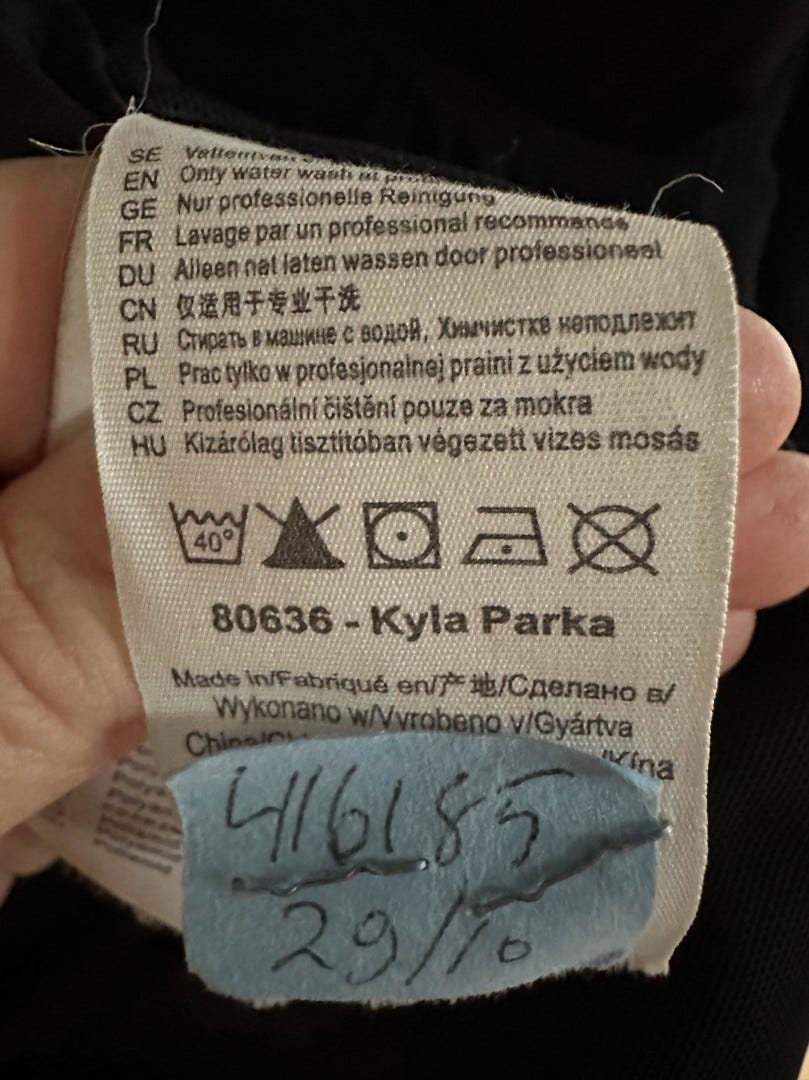 SE
EN Only water wash
GE Nur professionelle Reinigung
FR Lavage par un professional recommande
DU Alleen nat laten wassen door professioneel
CN 仅适用于专业干洗
RU Стирать в машине с водой, Химчистке неподлежит
PL Prac tylko w profesjonalnej praini z użyciem wody
CZ Profesionální čištění pouze za mokra
HU Kizárólag tisztítóban végezett vizes mosás
40°
80636 - Kyla Parka
Made in/Fabriqué en/产地/Сделано в/
Wykonano w/Vyrobeno v/Gyártva
/Kína
416185
29/10